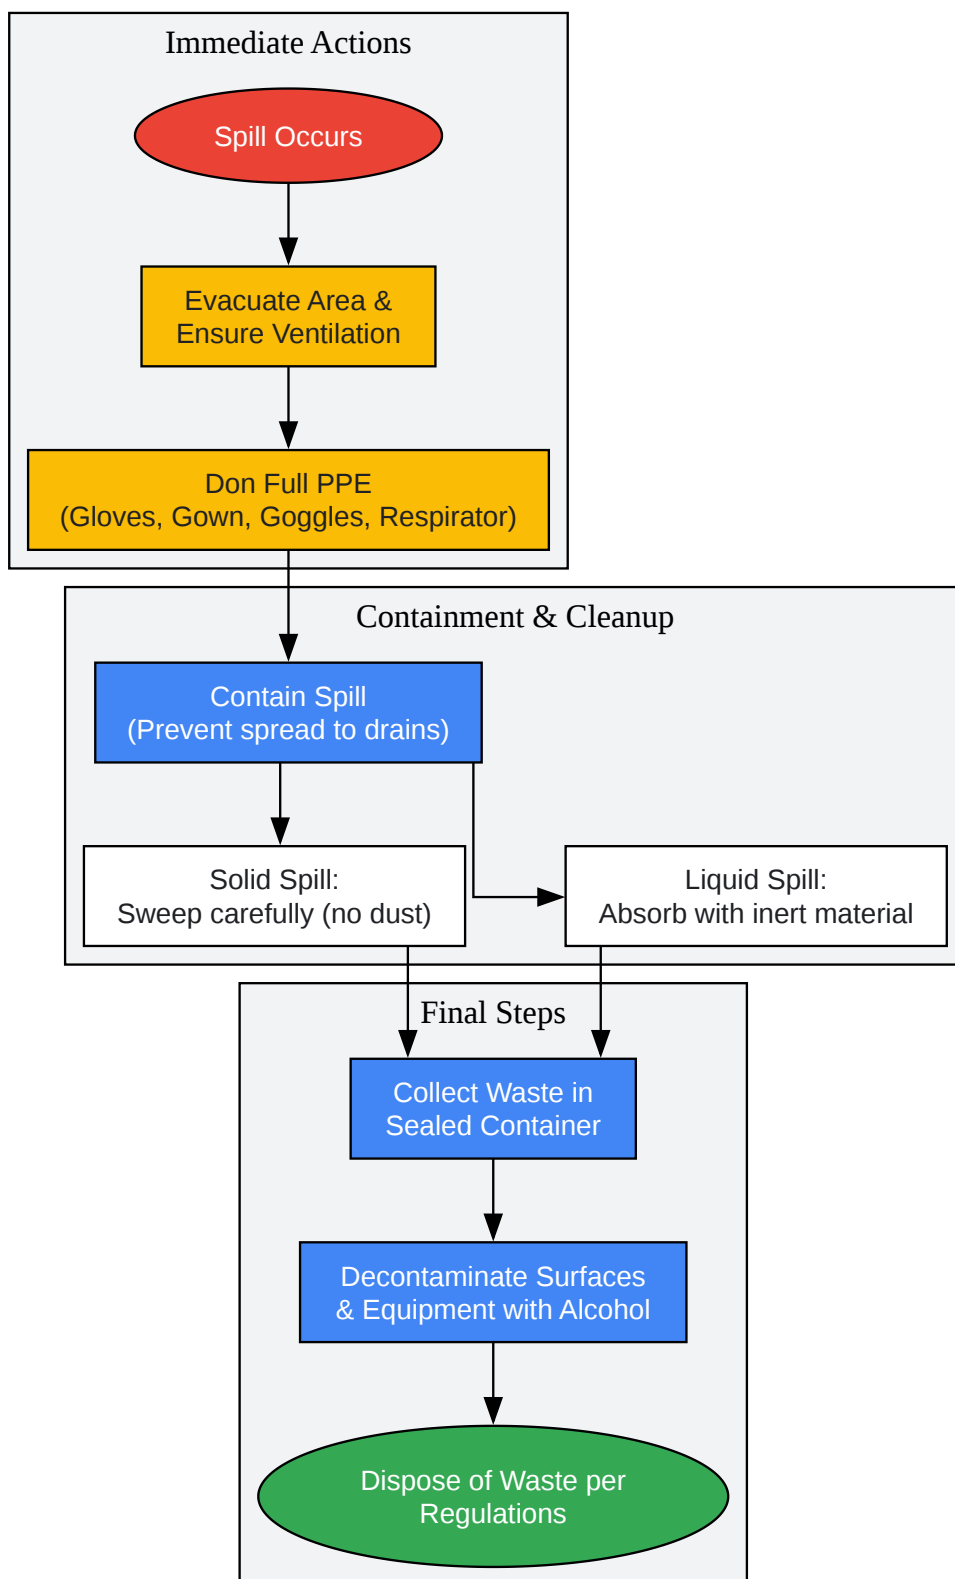 Immediate Actions
Spill Occurs
Evacuate Area &
Ensure Ventilation
Don Full PPE
(Gloves, Gown, Goggles, Respirator)
Containment & Cleanup
Contain Spill
(Prevent spread to drains)
Solid Spill:
Sweep carefully (no dust)
Liquid Spill:
Absorb with inert material
Final Steps
Collect Waste in
Sealed Container
Decontaminate Surfaces
& Equipment with Alcohol
Dispose of Waste per
Regulations